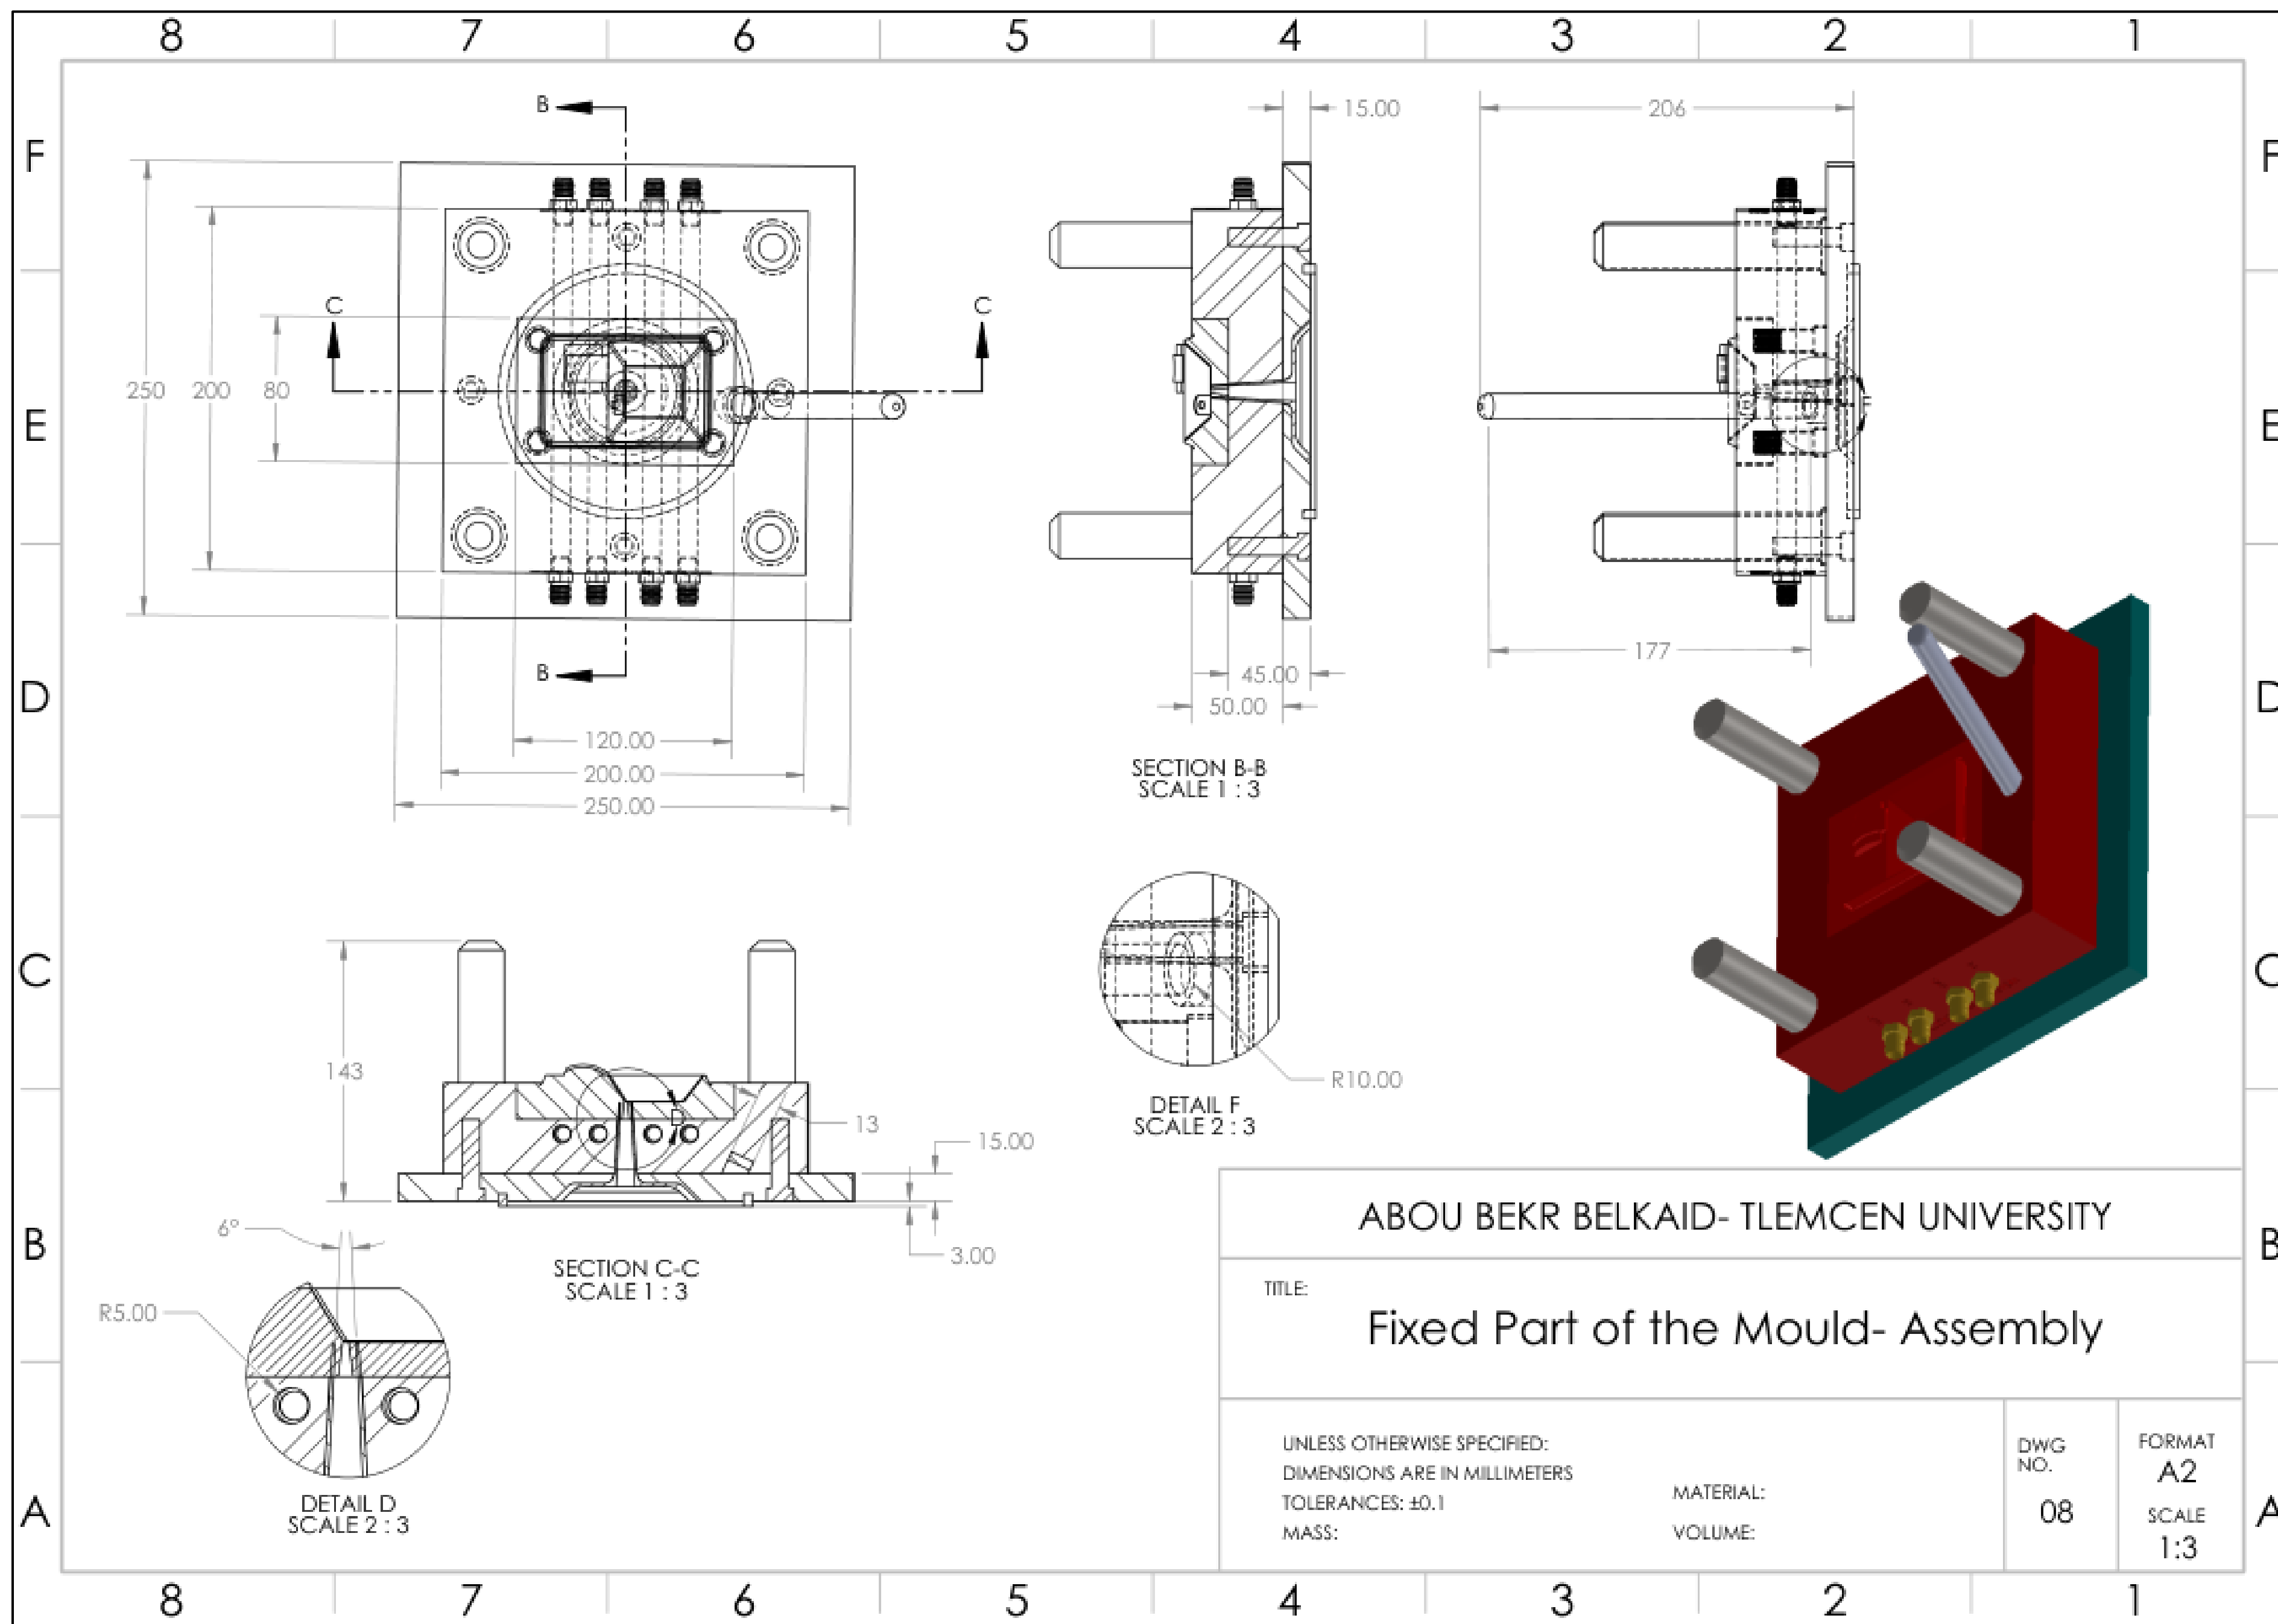 8 7 6 5 4 3 2 1
F
E
D
C
B
A
F
E
D
C
B
A
B
B
C
C
250
200
80
120.00
200.00
250.00
15.00
45.00
50.00
SECTION B-B
SCALE 1 : 3
206
177
143
D
13
15.00
3.00
SECTION C-C
SCALE 1 : 3
R10.00
DETAIL F
SCALE 2 : 3
6°
R5.00
DETAIL D
SCALE 2 : 3
ABOU BEKR BELKAID- TLEMCEN UNIVERSITY
TITLE:
Fixed Part of the Mould- Assembly
UNLESS OTHERWISE SPECIFIED:
DIMENSIONS ARE IN MILLIMETERS
TOLERANCES: ±0.1
MASS:
MATERIAL:
VOLUME:
DWG
NO.
08
FORMAT
A2
SCALE
1:3
8 7 6 5 4 3 2 1